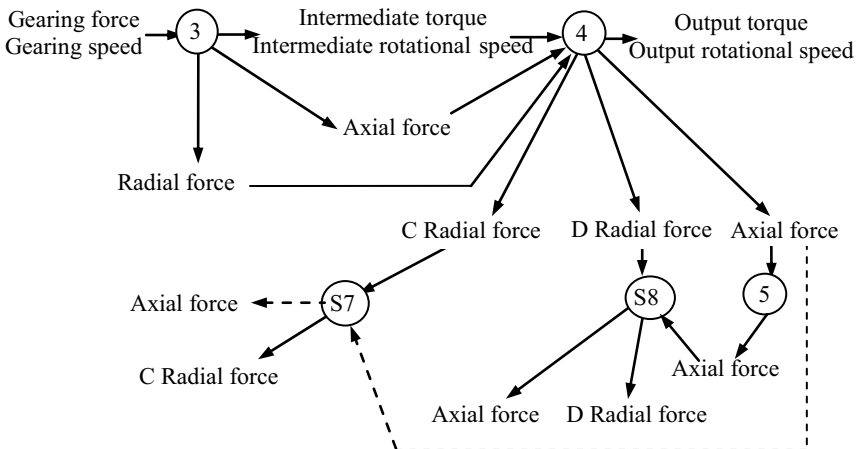 Gearing force
Gearing speed
3
Intermediate torque
Intermediate rotational speed
4
Output torque
Output rotational speed
Axial force
Radial force
C Radial force
D Radial force
Axial force
Axial force
S7
S8
5
C Radial force
Axial force
Axial force
D Radial force